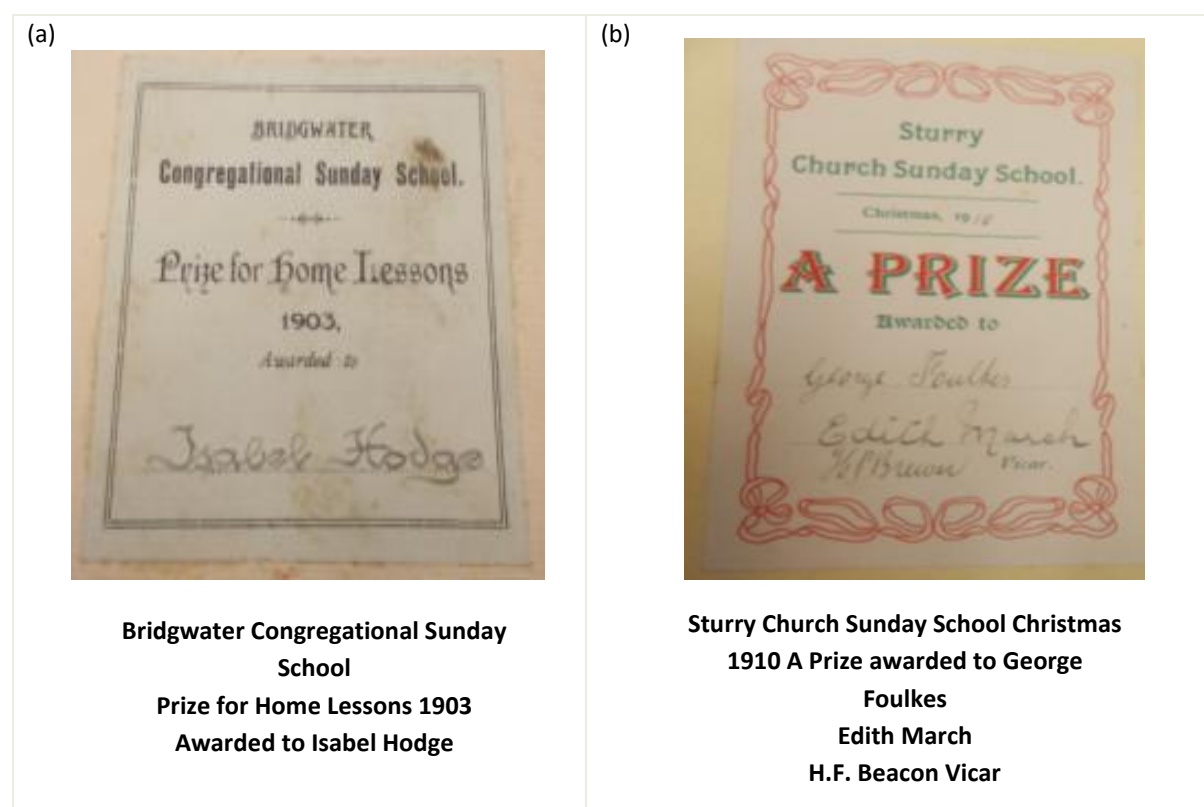 (a)
BRIDGWATER
Congregational Sunday School.
Prize for Home Lessons
1903,
Awarded to
Isabel Hodge
Bridgwater Congregational Sunday
School
Prize for Home Lessons 1903
Awarded to Isabel Hodge
(b)
Sturry
Church Sunday School.
Christmas, 19
A PRIZE
Awarded to
George Foulkes
Edith March
Vicar.
Sturry Church Sunday School Christmas
1910 A Prize awarded to George
Foulkes
Edith March
H.F. Beacon Vicar